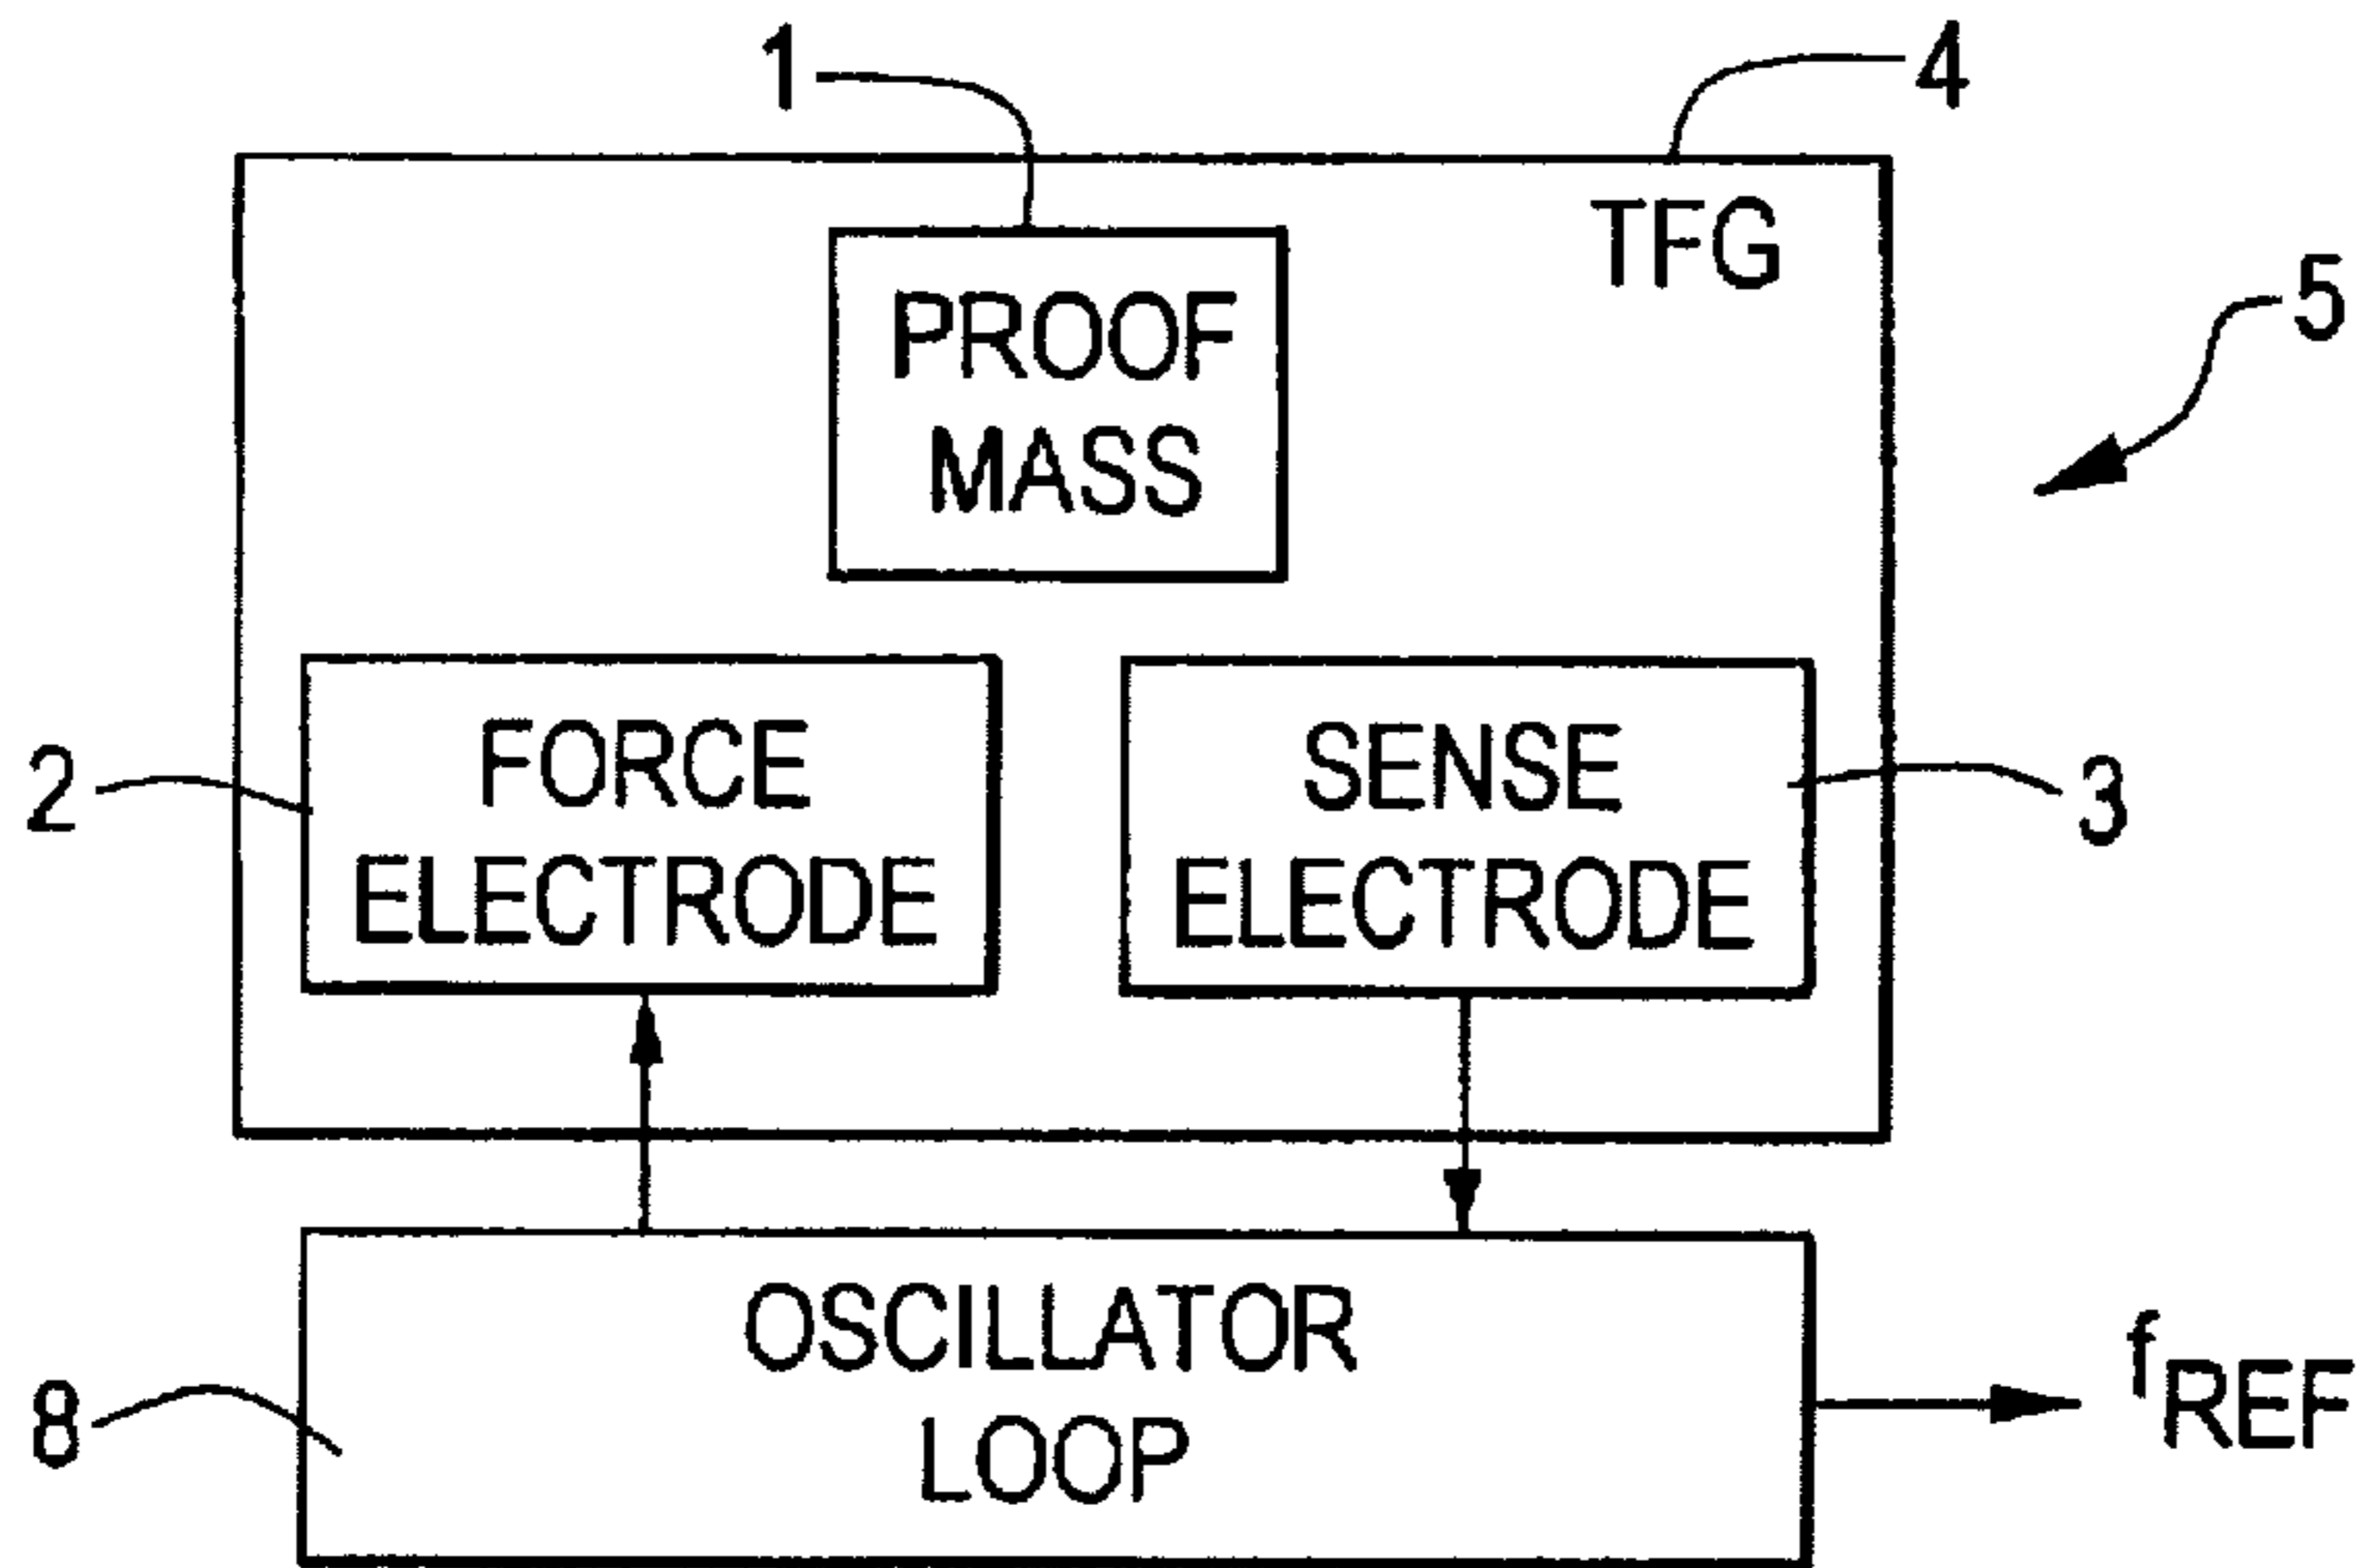 1
4
TFG
5
PROOF
MASS
2
FORCE
ELECTRODE
SENSE
ELECTRODE
3
OSCILLATOR
LOOP
8
fREF